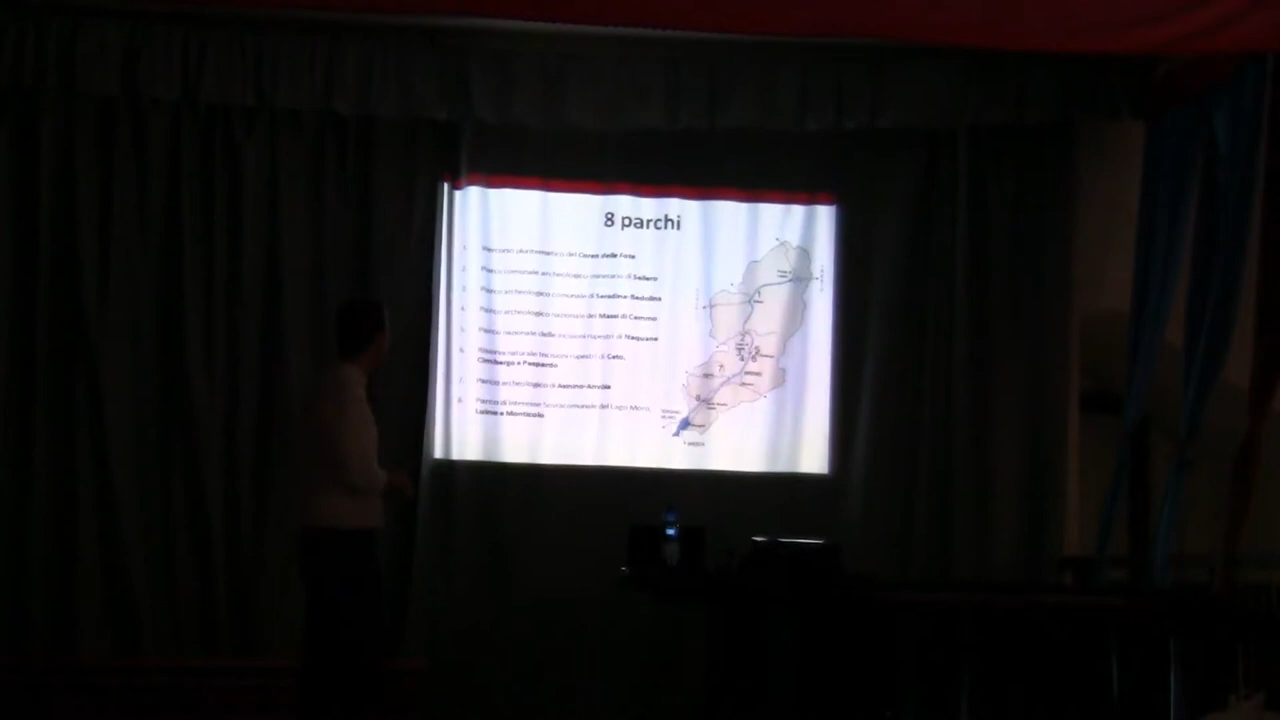 8 parchi
1. Percorso pluritematico del Coren delle Fate
2. Parco comunale archeologico minerario di Sellero
3. Parco archeologico comunale di Seradina-Bedolina
4. Parco archeologico nazionale dei Massi di Cemmo
5. Parco nazionale delle incisioni rupestri di Naquane
6. Riserva naturale Incisioni rupestri di Ceto,
Cimbergo e Paspardo
7. Parco archeologico di Asinino-Anvòia
8. Parco di Interesse Sovracomunale del Lago Moro,
Luine e Monticolo
7
8
BRESCIA